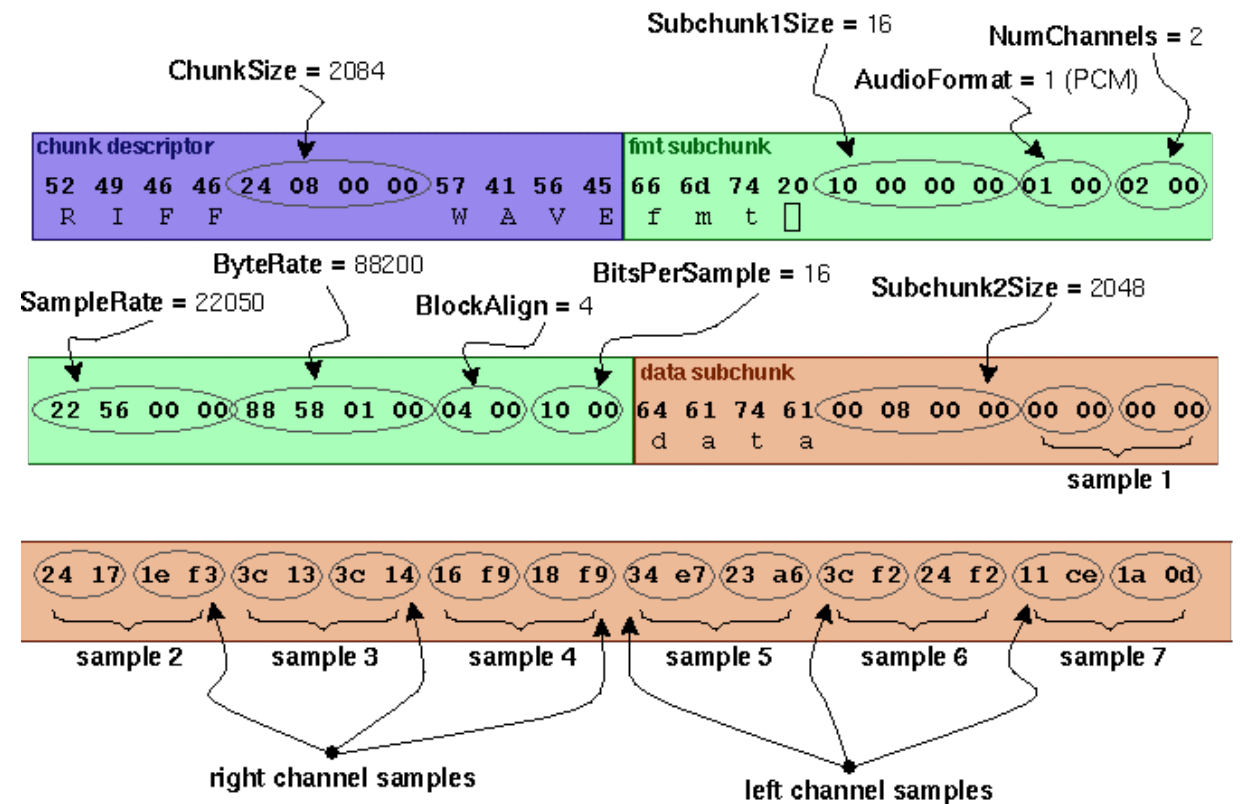 Subchunk1Size = 16
NumChannels = 2
ChunkSize = 2084
AudioFormat = 1 (PCM)
chunk descriptor
fmt subchunk
52 49 46 46 24 08 00 00 57 41 56 45 66 6d 74 20 10 00 00 00 01 00 02 00
R I F F W A V E f m t
ByteRate = 88200
BitsPerSample = 16
SampleRate = 22050
BlockAlign = 4
Subchunk2Size = 2048
data subchunk
22 56 00 00 88 58 01 00 04 00 10 00 64 61 74 61 00 08 00 00 00 00 00 00
d a t a
sample 1
24 17 1e f3 3c 13 3c 14 16 f9 18 f9 34 e7 23 a6 3c f2 24 f2 11 ce 1a 0d
sample 2 sample 3 sample 4 sample 5 sample 6 sample 7
right channel samples
left channel samples